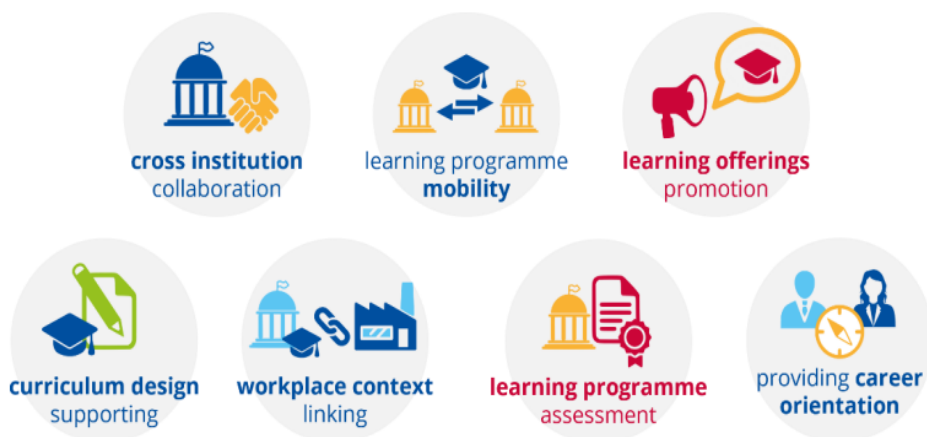 cross institution
collaboration
learning programme
mobility
learning offerings
promotion
curriculum design
supporting
workplace context
linking
learning programme
assessment
providing career
orientation